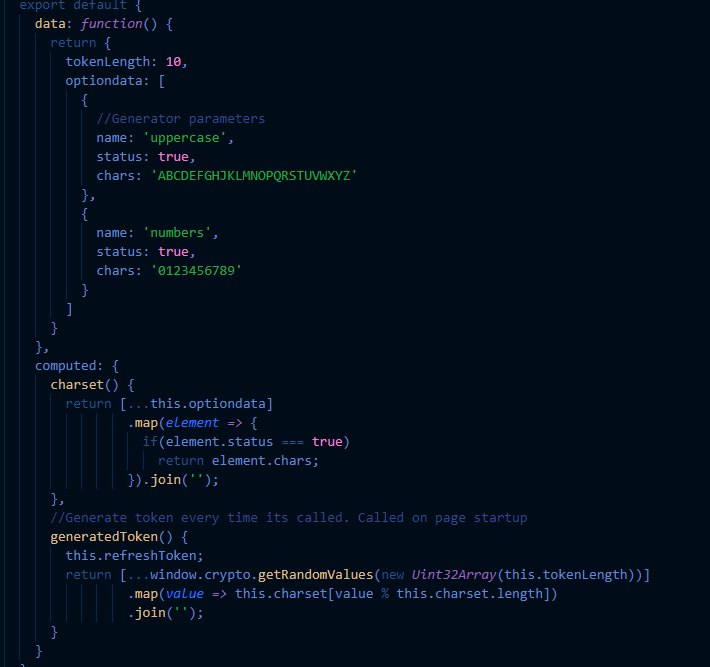 export default {
data: function() {
return {
tokenLength: 10,
optiondata: [
{
//Generator parameters
name: 'uppercase',
status: true,
chars: 'ABCDEFGHJKLMNOPQRSTUVWXYZ'
},
{
name: 'numbers',
status: true,
chars: '0123456789'
}
]
}
},
computed: {
charset() {
return [...this.optiondata]
.map(element => {
if(element.status === true)
return element.chars;
}).join('');
},
//Generate token every time its called. Called on page startup
generatedToken() {
this.refreshToken;
return [...window.crypto.getRandomValues(new Uint32Array(this.tokenLength))]
.map(value => this.charset[value % this.charset.length])
.join('');
}
}